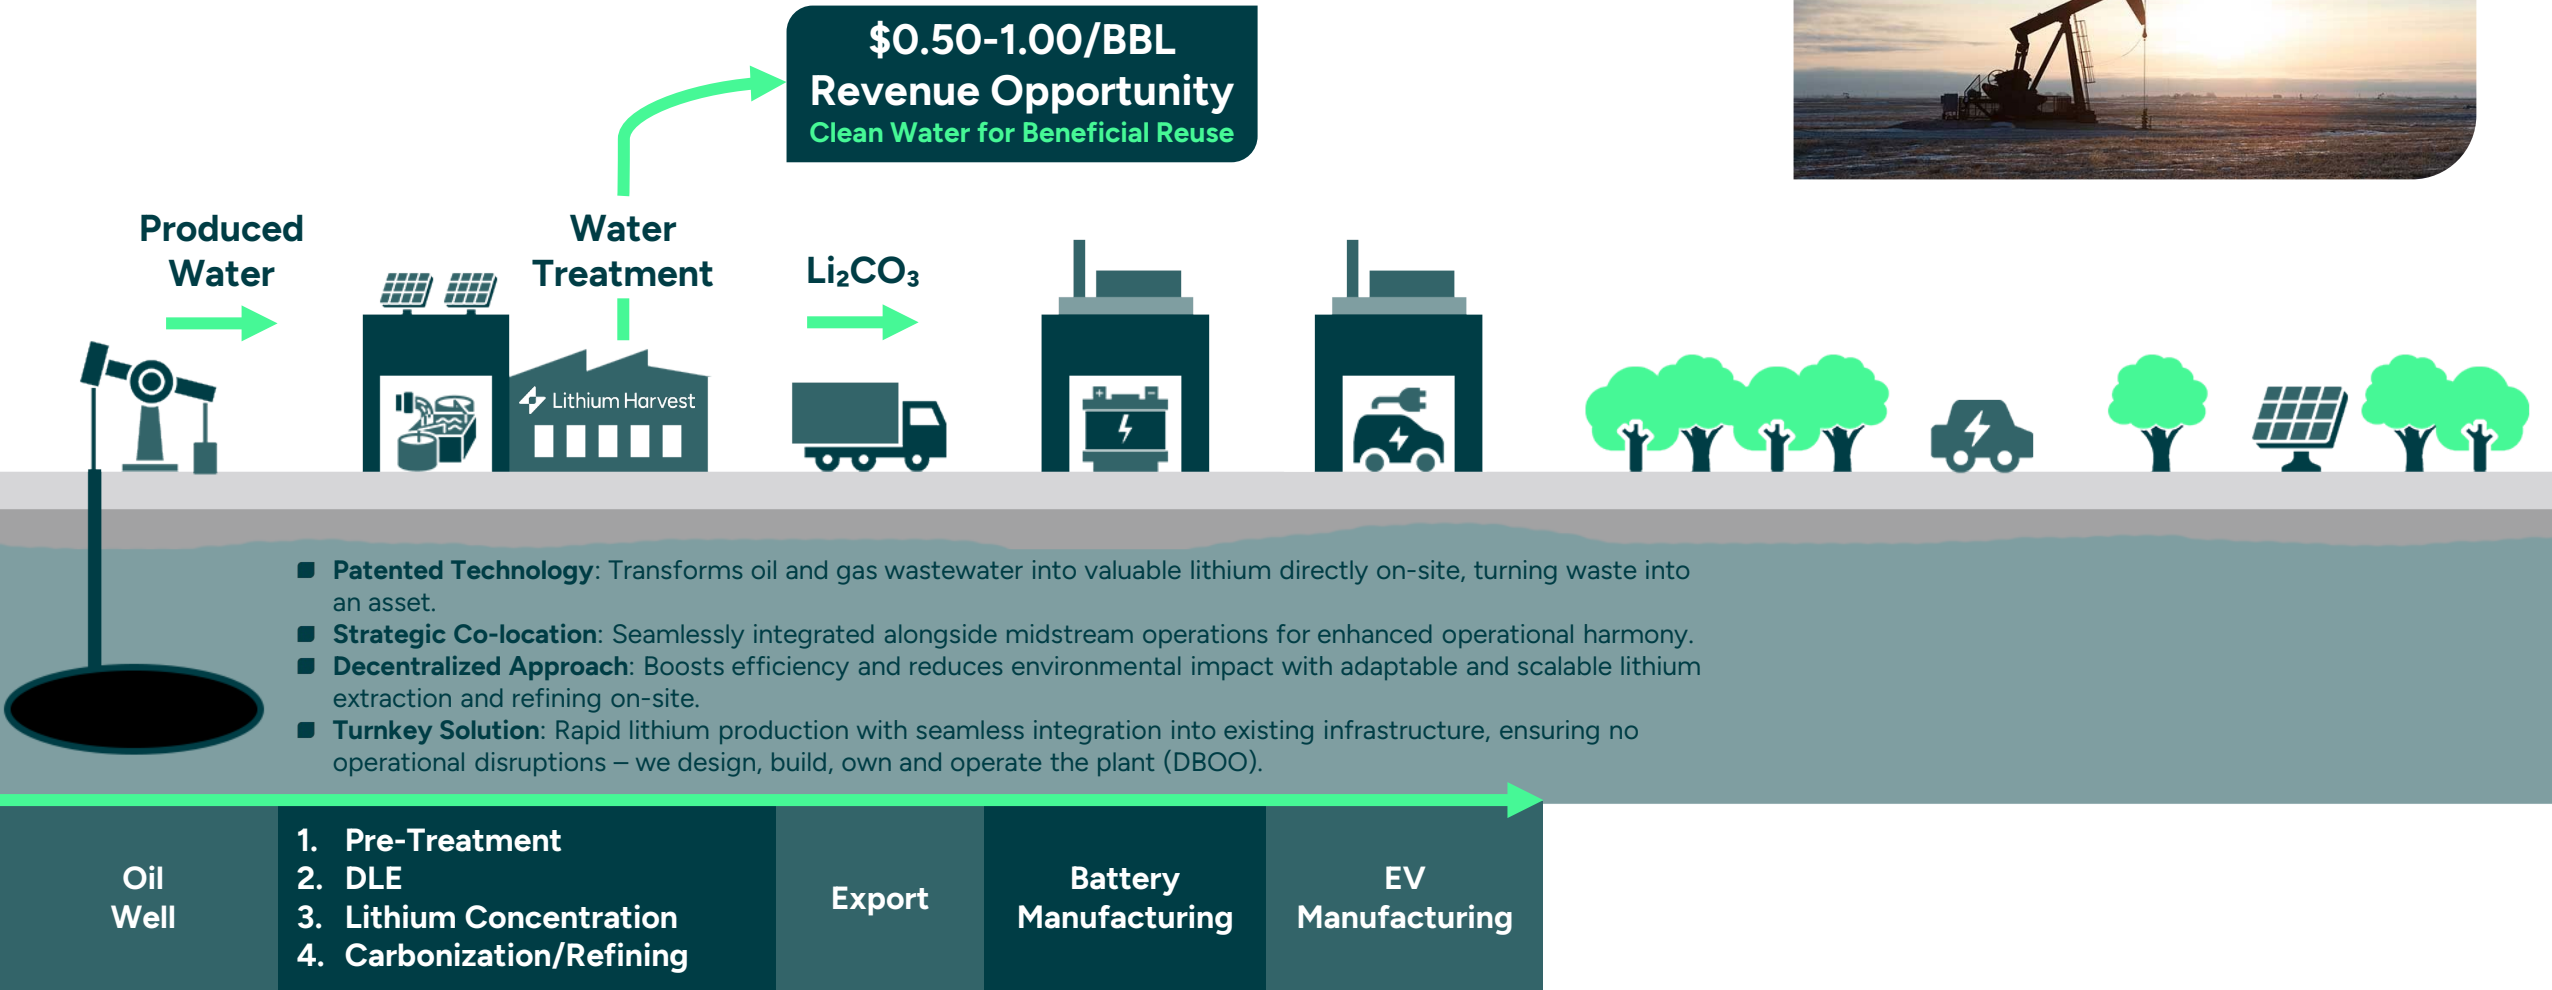 $0.50-1.00/BBL
Revenue Opportunity
Clean Water for Beneficial Reuse
Produced
Water
Water
Treatment
Li₂CO₃
Lithium Harvest
Patented Technology: Transforms oil and gas wastewater into valuable lithium directly on-site, turning waste into
an asset.
Strategic Co-location: Seamlessly integrated alongside midstream operations for enhanced operational harmony.
Decentralized Approach: Boosts efficiency and reduces environmental impact with adaptable and scalable lithium
extraction and refining on-site.
Turnkey Solution: Rapid lithium production with seamless integration into existing infrastructure, ensuring no
operational disruptions – we design, build, own and operate the plant (DBOO).
Oil
Well
1. Pre-Treatment
2. DLE
3. Lithium Concentration
4. Carbonization/Refining
Export
Battery
Manufacturing
EV
Manufacturing